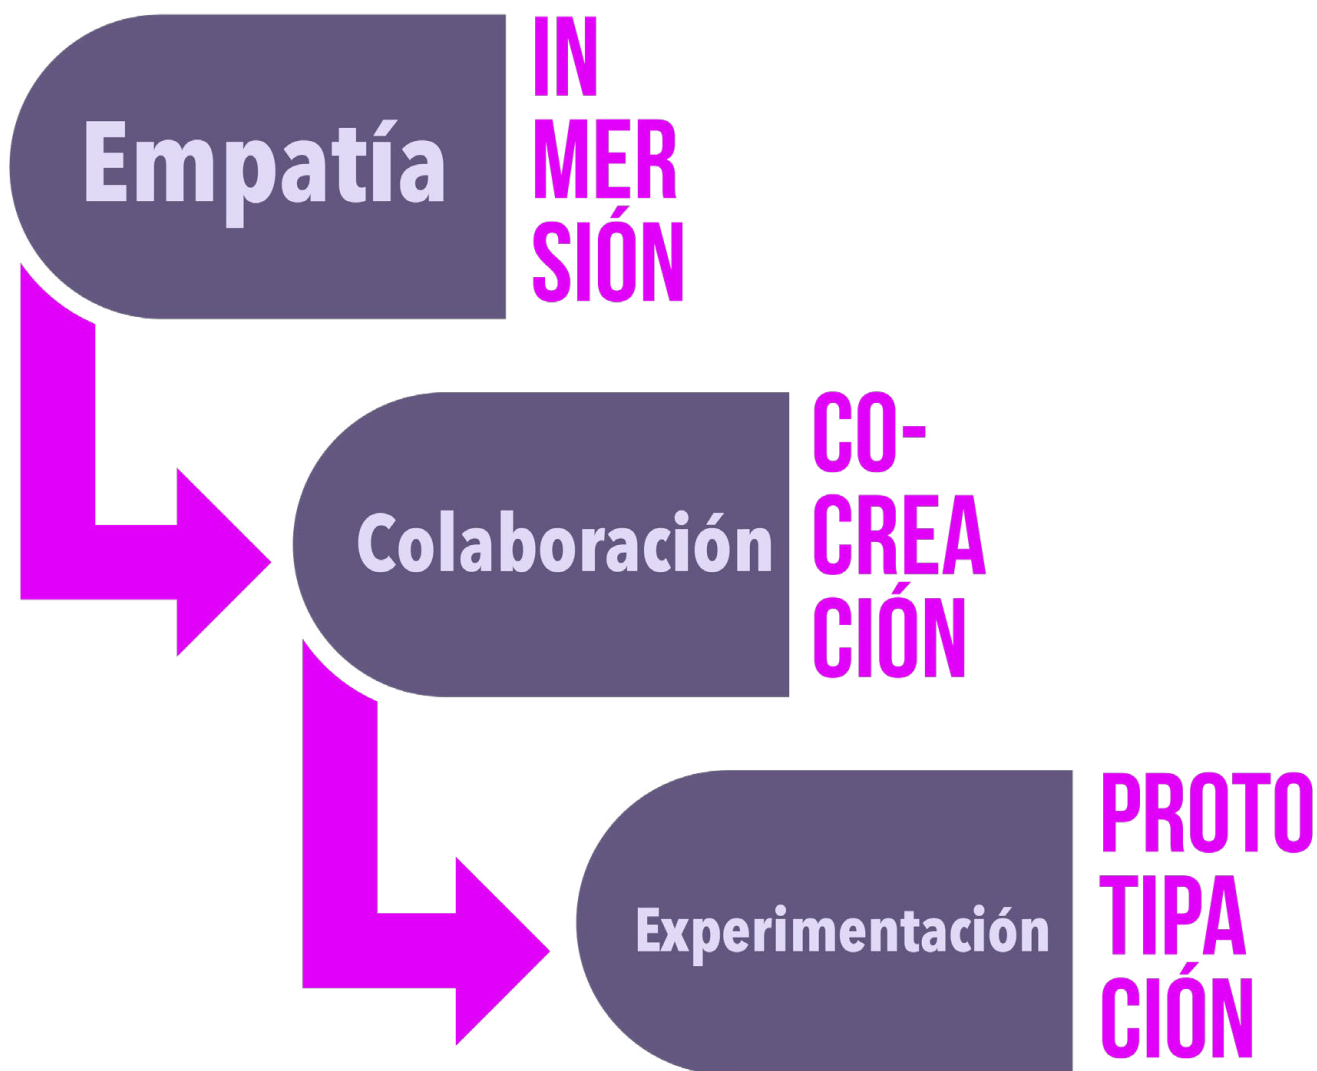 Empatía
IN
MER
SIÓN
Colaboración
CO-
CREA
CIÓN
Experimentación
PROTO
TIPA
CIÓN